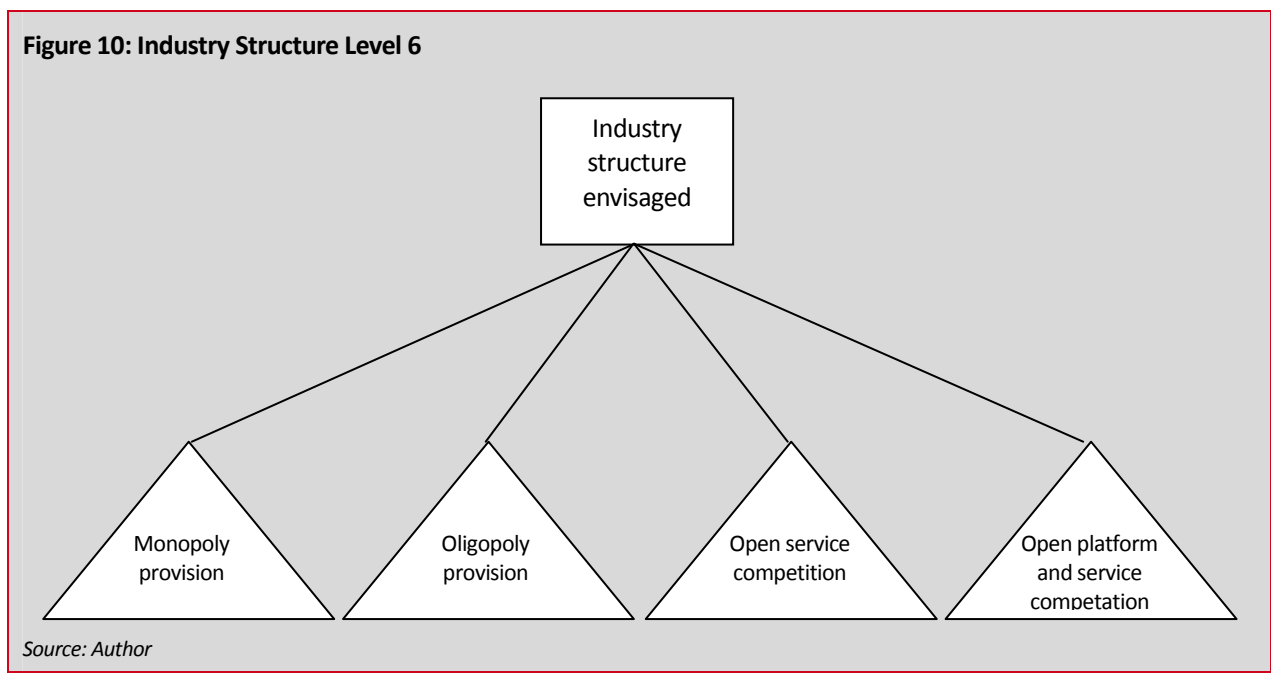 Figure 10: Industry Structure Level 6
Industry
structure
envisaged
Monopoly
provision
Oligopoly
provision
Open service
competition
Open platform
and service
competation
Source: Author